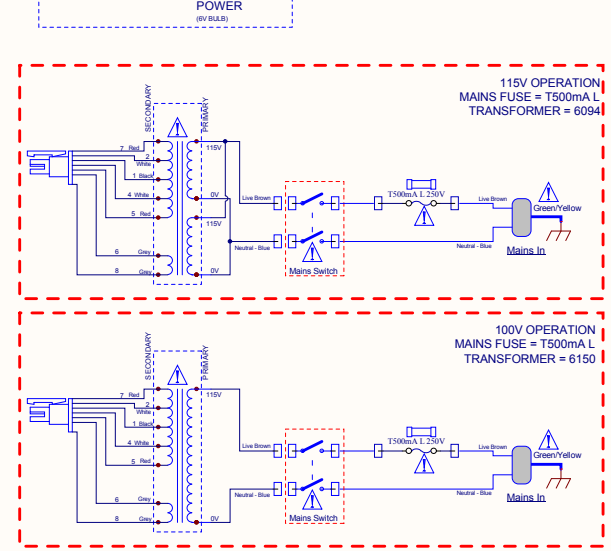 POWER
(6V BULB)
115V OPERATION
MAINS FUSE = T500mA L
TRANSFORMER = 6094
SECONDARY
PRIMARY
7 Red
2
White
1 Black
4 White
5 Red
6 Grey
8 Grey
115V
0V
115V
0V
Live Brown
Neutral - Blue
Mains Switch
T500mA L 250V
Live Brown
Neutral - Blue
Green/Yellow
Mains In
100V OPERATION
MAINS FUSE = T500mA L
TRANSFORMER = 6150
SECONDARY
PRIMARY
7 Red
2
White
1 Black
4 White
5 Red
6 Grey
8 Grey
115V
0V
Live Brown
Neutral - Blue
Mains Switch
T500mA L 250V
Live Brown
Neutral - Blue
Green/Yellow
Mains In